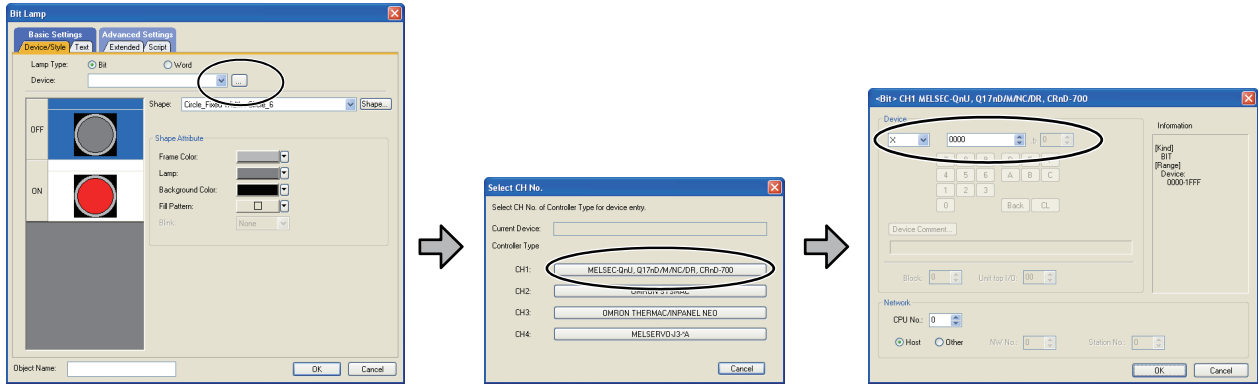 Bit Lamp
Basic Settings Advanced Settings
Device/Style Text Extended Script
Lamp Type: Bit Word
Device: ...
Shape: Circle_Fixed Width : Circle_6 Shape...
OFF
ON
Shape Attribute
Frame Color:
Lamp:
Background Color:
Fill Pattern:
Blink: None
Object Name: OK Cancel
Select CH No.
Select CH No. of Controller Type for device entry.
Current Device:
Controller Type
CH1: MELSEC-QnU, Q17nD/M/NC/DR, CRnD-700
CH2: OMRON SYSMAC
CH3: OMRON THERMAC/INPANEL NEO
CH4: MELSERVO-J3-*A
Cancel
<Bit> CH1 MELSEC-QnU, Q17nD/M/NC/DR, CRnD-700
Device
X 0000 .b 0
4 5 6 A B C
1 2 3
0 Back CL
Device Comment...
Block: 0 Unit top I/O: 00
Information
[Kind]
BIT
[Range]
Device:
0000-1FFF
Network
CPU No.: 0
Host Other NW No.: 0 Station No.: 0
OK Cancel